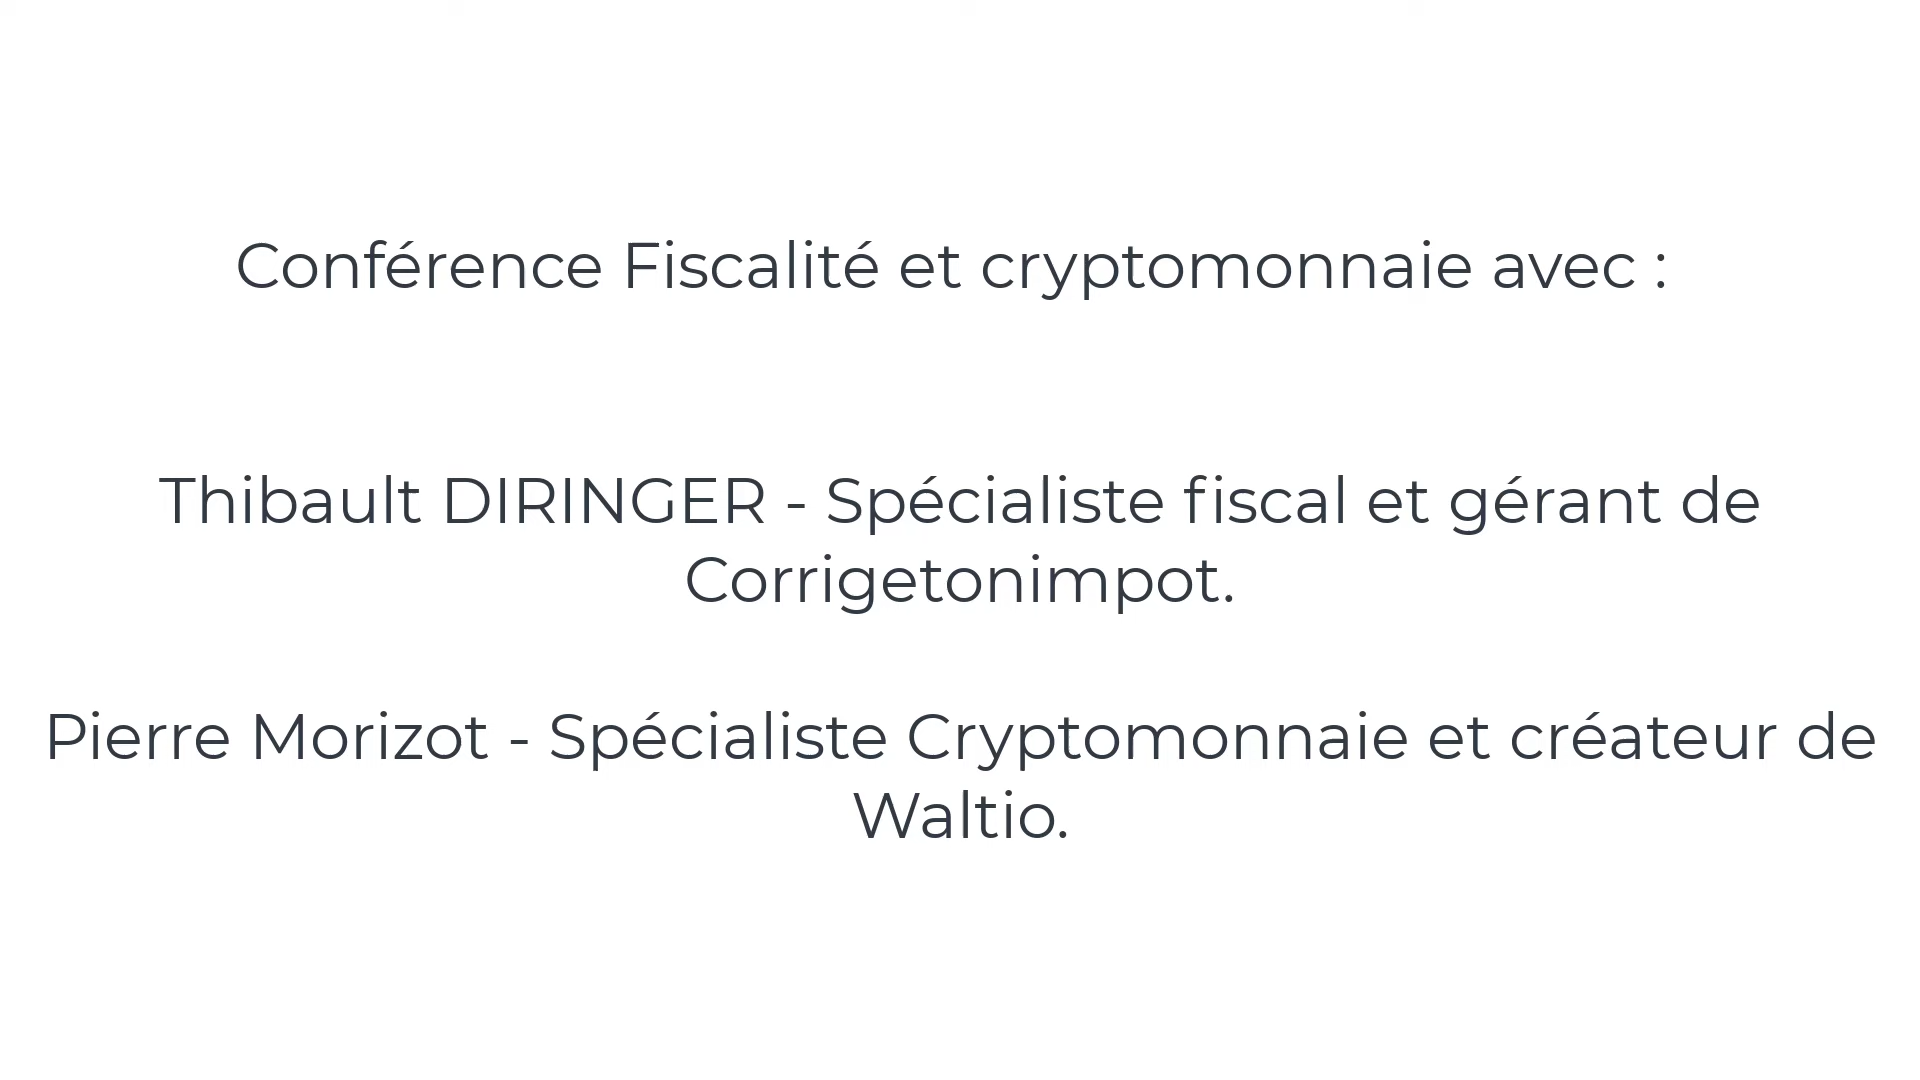 Conférence Fiscalité et cryptomonnaie avec :
Thibault DIRINGER - Spécialiste fiscal et gérant de
Corrigetonimpot.
Pierre Morizot - Spécialiste Cryptomonnaie et créateur de
Waltio.